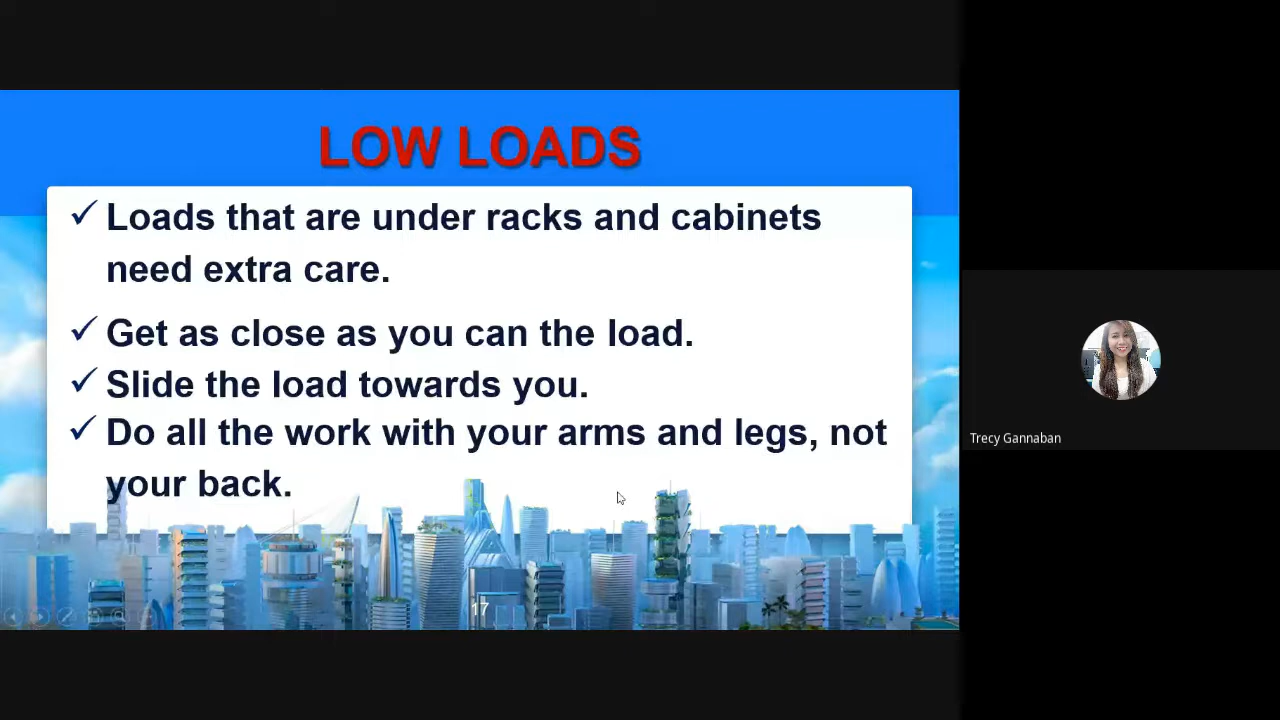 LOW LOADS
✓ Loads that are under racks and cabinets
need extra care.
✓ Get as close as you can the load.
✓ Slide the load towards you.
✓ Do all the work with your arms and legs, not
your back.
17
Trecy Gannaban